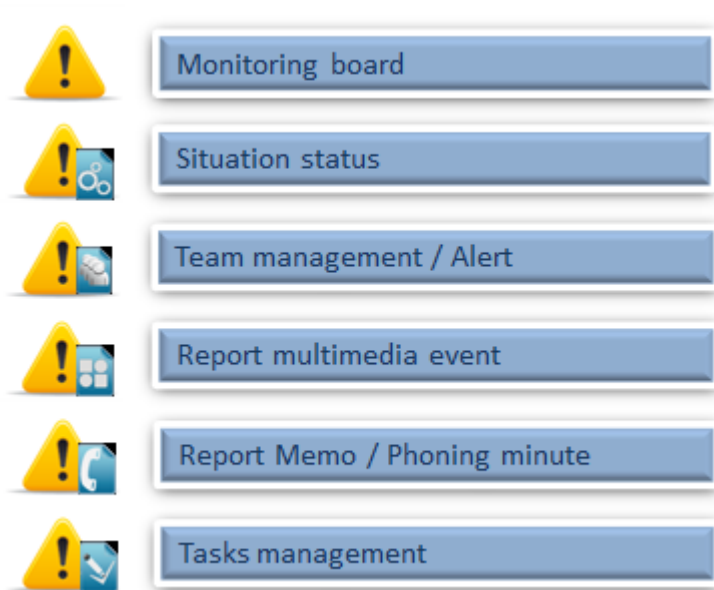 Monitoring board
Situation status
Team management / Alert
Report multimedia event
Report Memo / Phoning minute
Tasks management